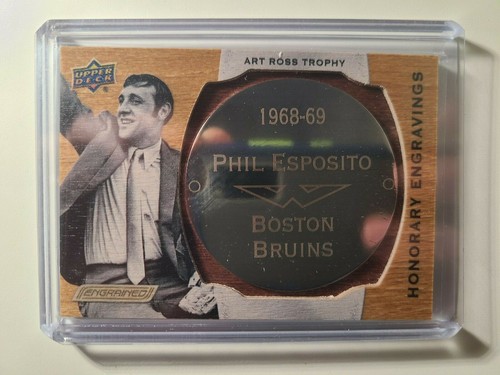 UPPER
DECK
ART ROSS TROPHY
1968-69
PHIL ESPOSITO
BOSTON
BRUINS
HONORARY ENGRAVINGS
ENGRAINED